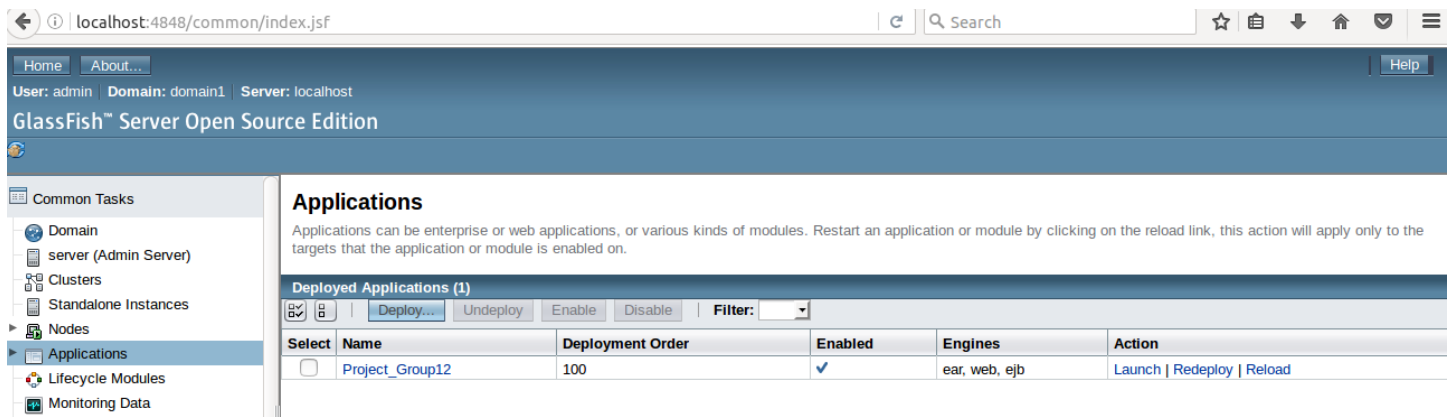 localhost:4848/common/index.jsf Search
Home About... Help
User: admin Domain: domain1 Server: localhost
GlassFish™ Server Open Source Edition
Common Tasks
Domain
server (Admin Server)
Clusters
Standalone Instances
Nodes
Applications
Lifecycle Modules
Monitoring Data
Applications
Applications can be enterprise or web applications, or various kinds of modules. Restart an application or module by clicking on the reload link, this action will apply only to the
targets that the application or module is enabled on.
Deployed Applications (1)
Deploy... Undeploy Enable Disable Filter:
Select Name Deployment Order Enabled Engines Action
Project_Group12 100 ear, web, ejb Launch | Redeploy | Reload